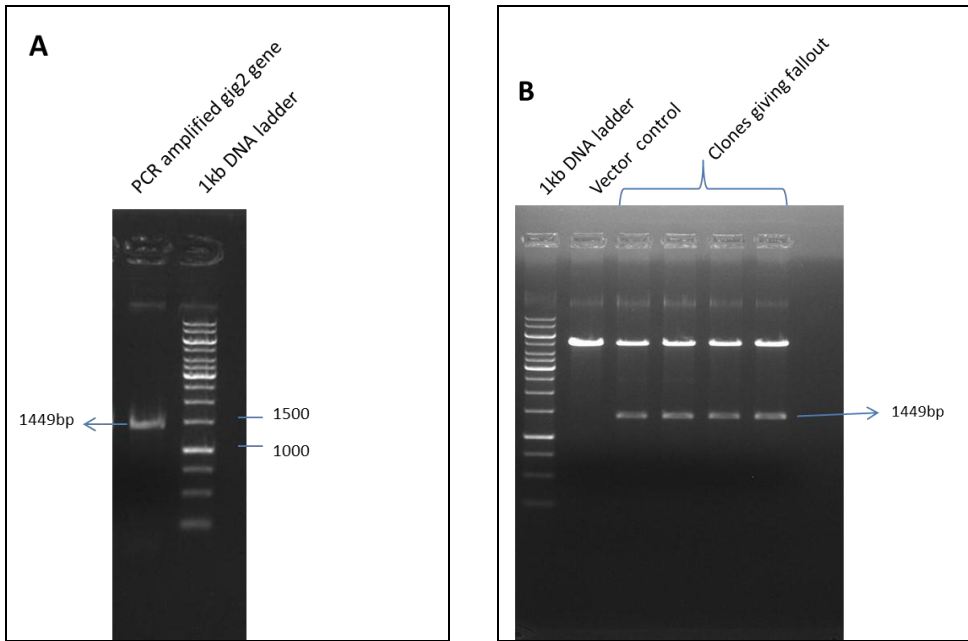 A
PCR amplified gig2 gene
1kb DNA ladder
1449bp
1500
1000
B
1kb DNA ladder
Vector control
Clones giving fallout
1449bp